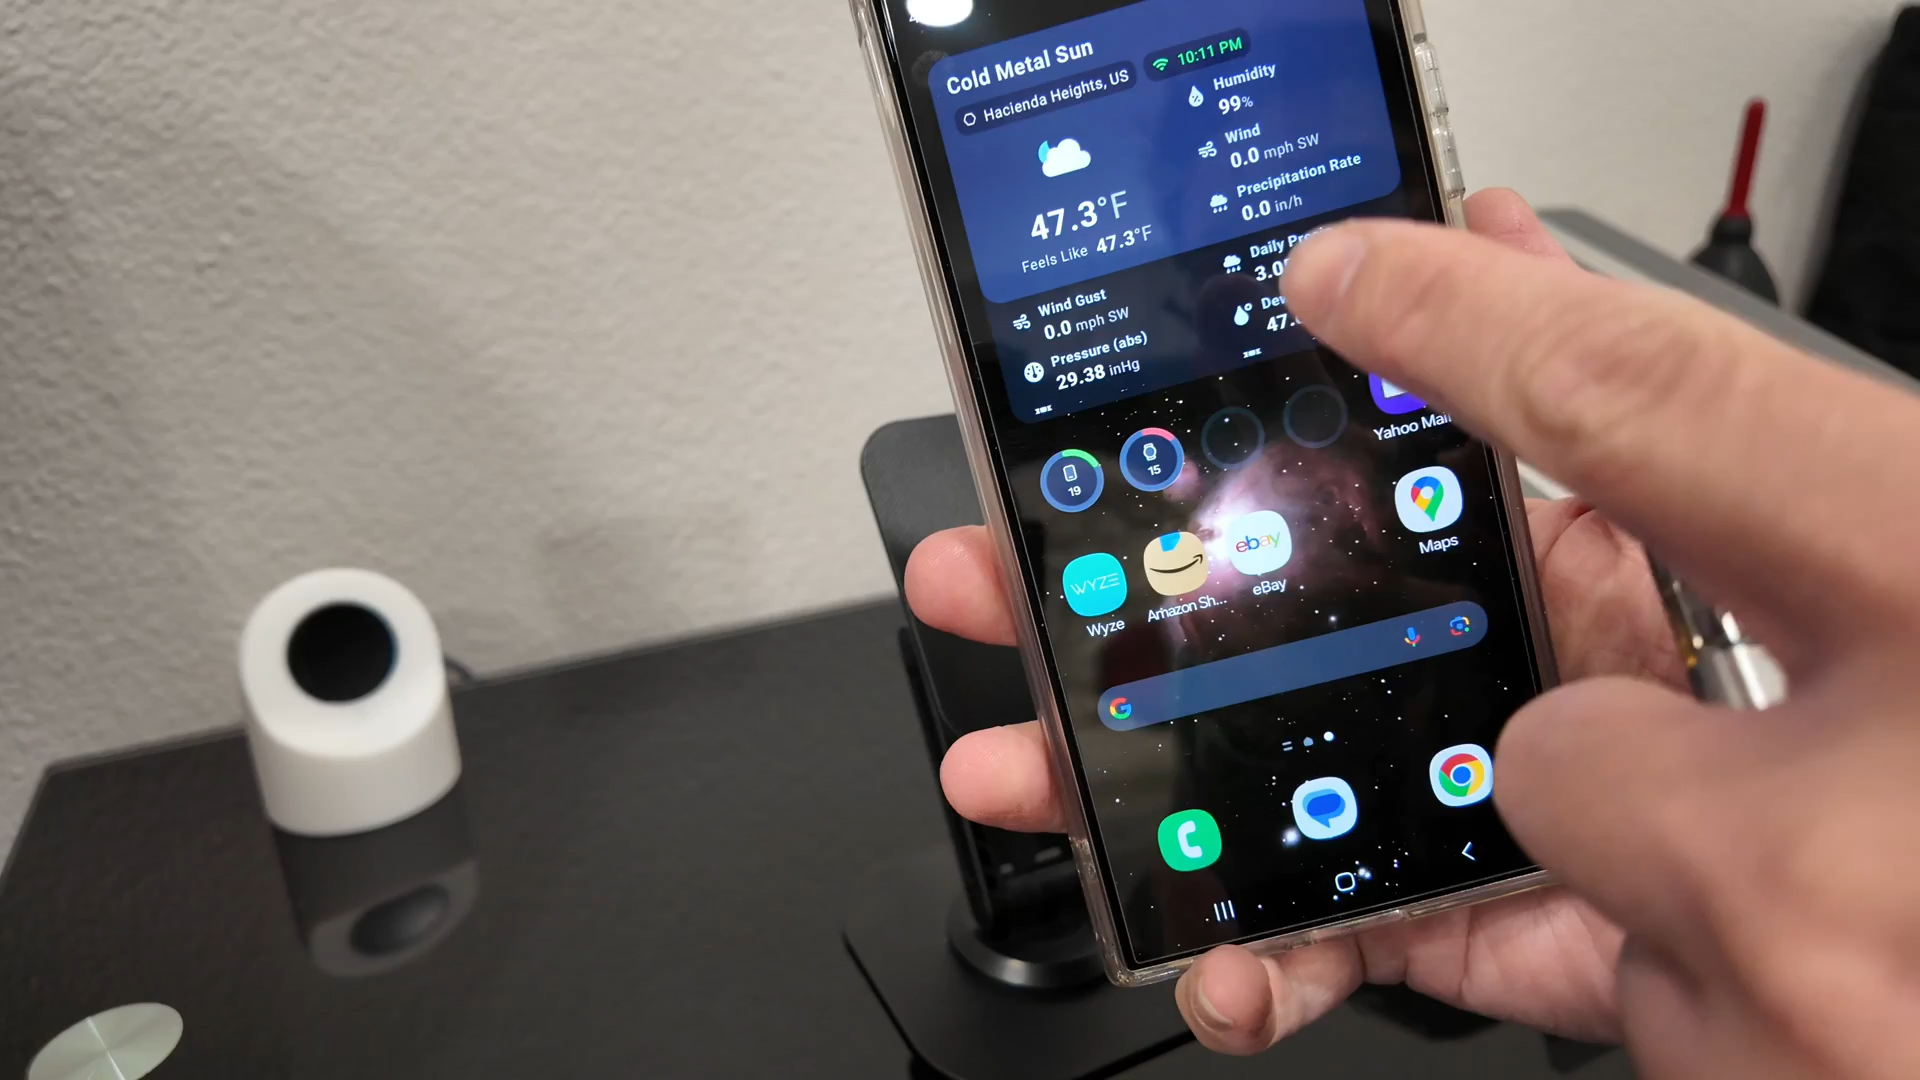 Cold Metal Sun
Hacienda Heights, US
10:11 PM
47.3°F
Feels Like 47.3°F
Humidity
99%
Wind
0.0 mph SW
Precipitation Rate
0.0 in/h
Daily
Wind Gust
0.0 mph SW
Pressure (abs)
29.38 inHg
19
15
Yahoo Mail
WYZE
Wyze
Amazon Sh...
ebay
eBay
Maps
G